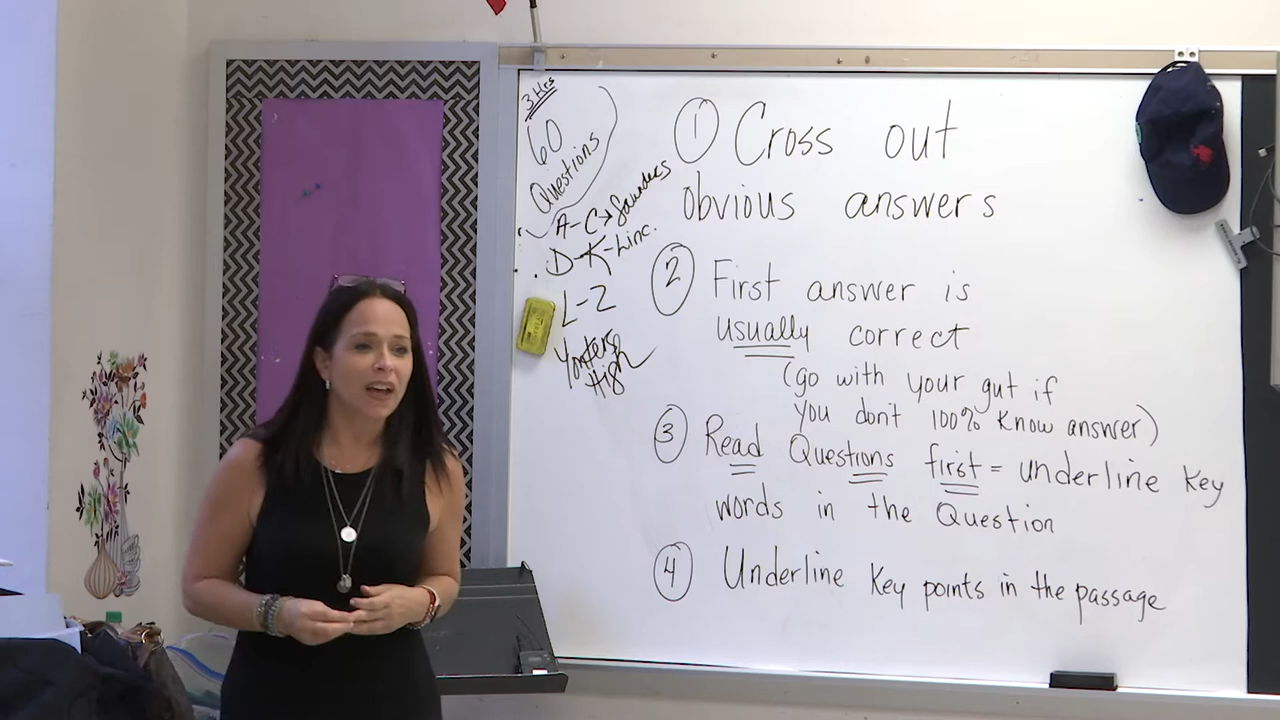 3 Hrs
60
Questions
A-C→Saunders
D-K-Linc.
L-Z
Yonkers
High
① Cross out
obvious answers
② First answer is
usually correct
(go with your gut if
you don't 100% know answer)
③ Read Questions first = underline key
words in the Question
④ Underline key points in the passage